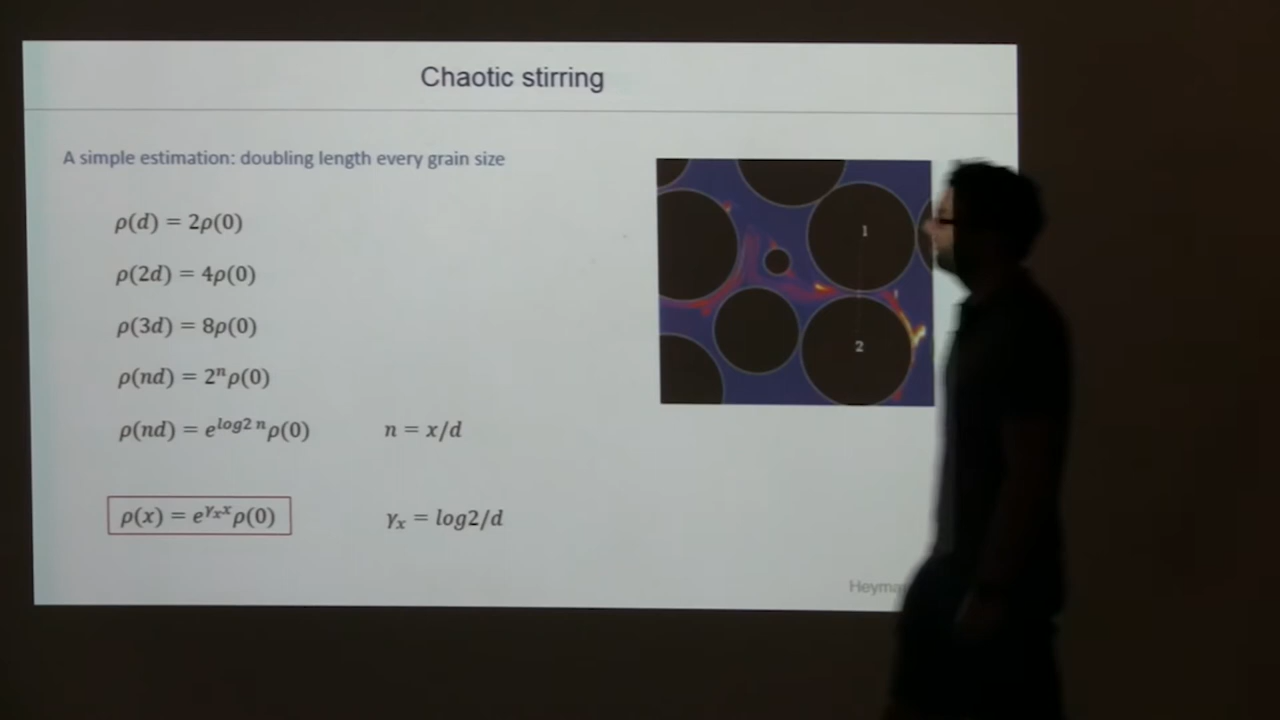 Chaotic stirring
A simple estimation: doubling length every grain size
ρ(d) = 2ρ(0)
ρ(2d) = 4ρ(0)
ρ(3d) = 8ρ(0)
ρ(nd) = 2ⁿρ(0)
ρ(nd) = e^{log2 n}ρ(0) n = x/d
ρ(x) = e^{γₓx}ρ(0) γₓ = log2/d
1
2